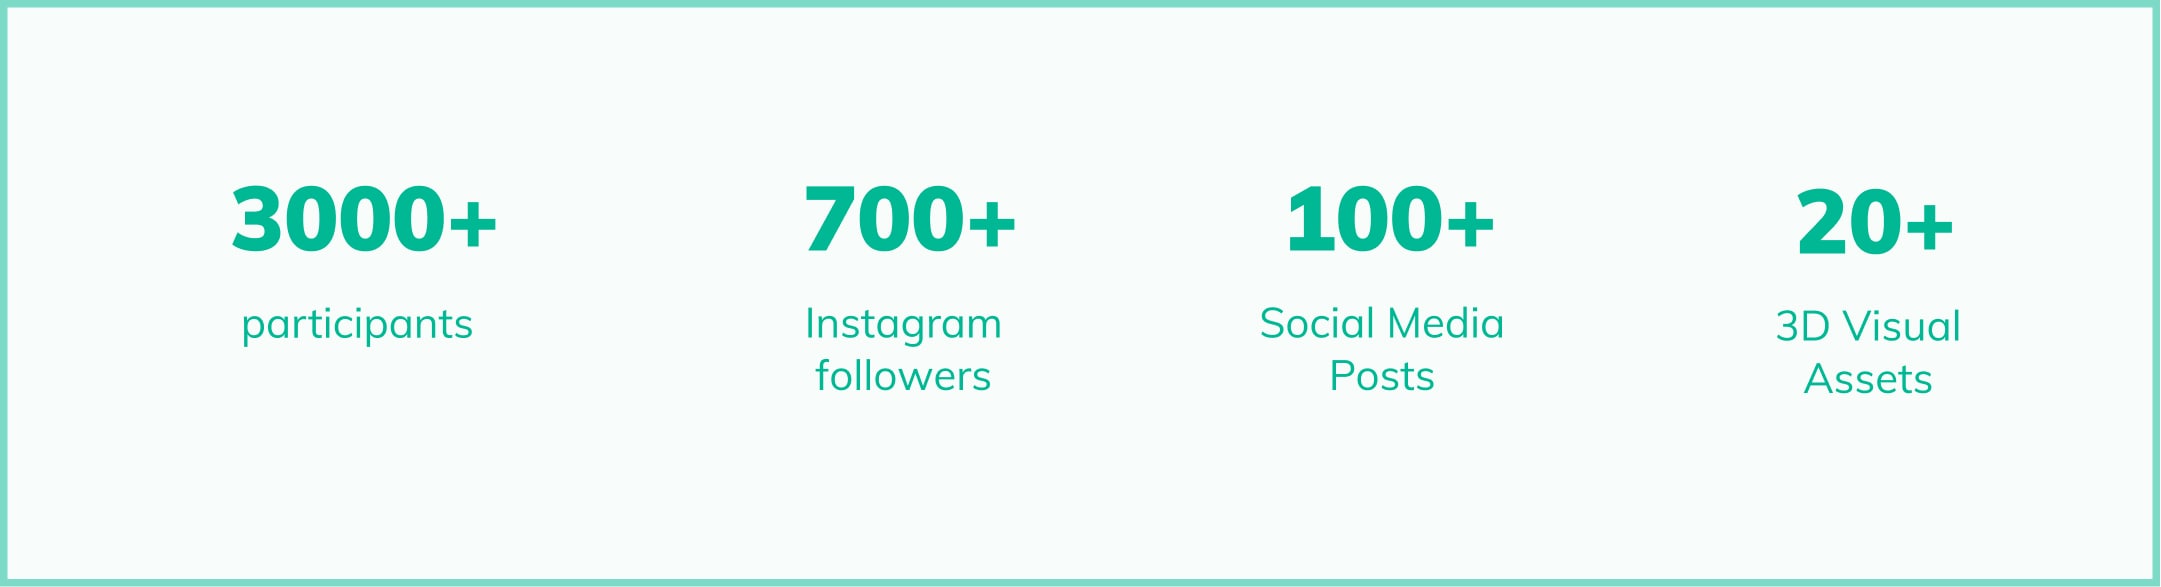 3000+
participants
700+
Instagram
followers
100+
Social Media
Posts
20+
3D Visual
Assets